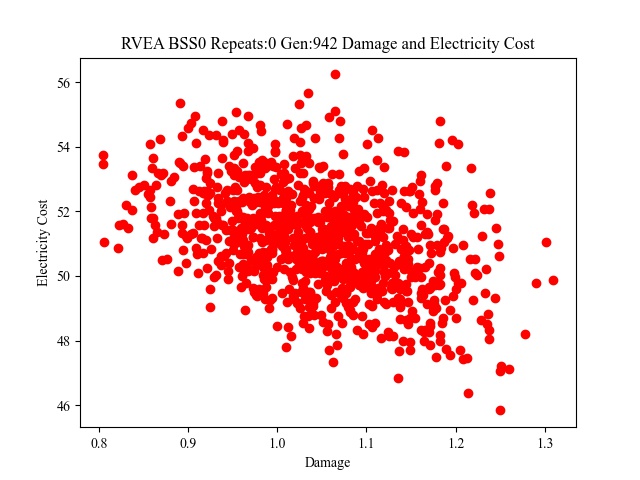 RVEA BSS0 Repeats:0 Gen:942 Damage and Electricity Cost
56
54
52
50
48
46
Electricity Cost
0.8 0.9 1.0 1.1 1.2 1.3
Damage